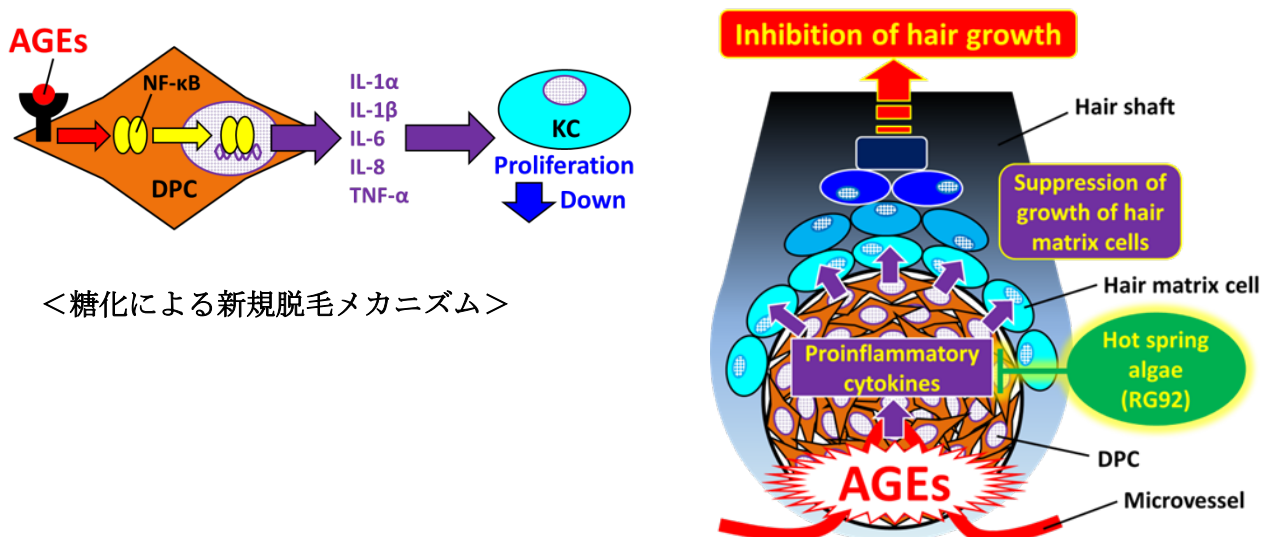 AGEs
NF-κB
DPC
IL-1α
IL-1β
IL-6
IL-8
TNF-α
KC
Proliferation
Down
＜糖化による新規脱毛メカニズム＞
Inhibition of hair growth
Hair shaft
Suppression of
growth of hair
matrix cells
Hair matrix cell
Proinflammatory
cytokines
Hot spring
algae
(RG92)
DPC
AGEs
Microvessel